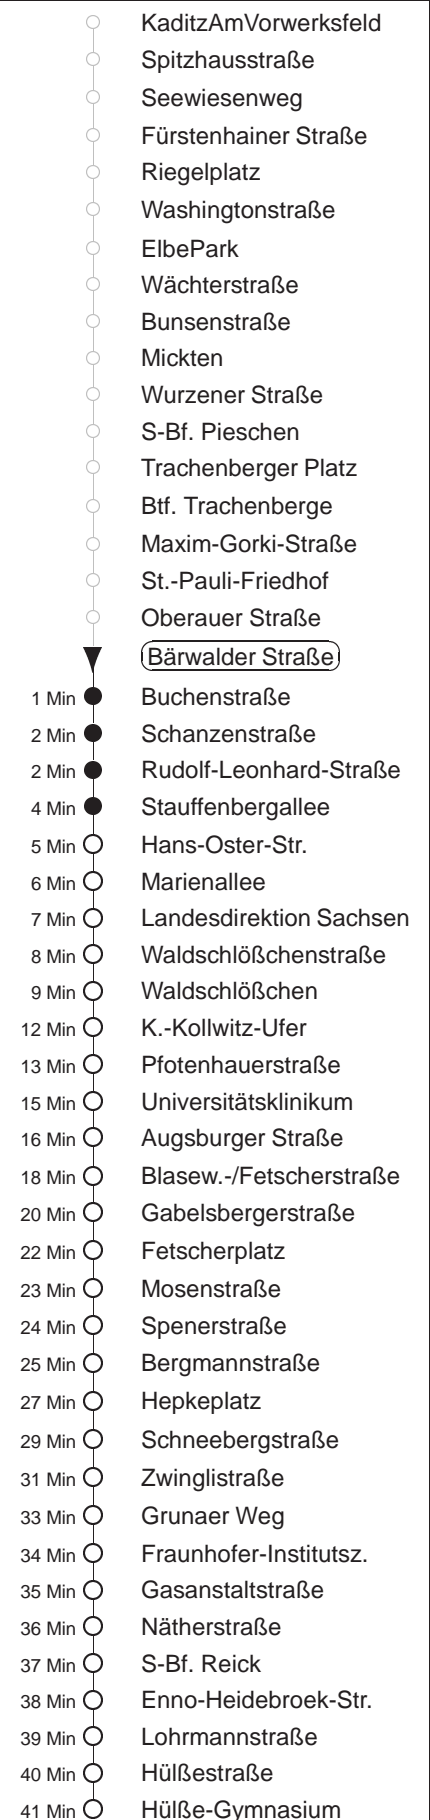 KaditzAmVorwerksfeld
Spitzhausstraße
Seewiesenweg
Fürstenhainer Straße
Riegelplatz
Washingtonstraße
ElbePark
Wächterstraße
Bunsenstraße
Mickten
Wurzener Straße
S-Bf. Pieschen
Trachenberger Platz
Btf. Trachenberge
Maxim-Gorki-Straße
St.-Pauli-Friedhof
Oberauer Straße
Bärwalder Straße
1 Min Buchenstraße
2 Min Schanzenstraße
2 Min Rudolf-Leonhard-Straße
4 Min Stauffenbergallee
5 Min Hans-Oster-Str.
6 Min Marienallee
7 Min Landesdirektion Sachsen
8 Min Waldschlößchenstraße
9 Min Waldschlößchen
12 Min K.-Kollwitz-Ufer
13 Min Pfotenhauerstraße
15 Min Universitätsklinikum
16 Min Augsburger Straße
18 Min Blasew.-/Fetscherstraße
20 Min Gabelsbergerstraße
22 Min Fetscherplatz
23 Min Mosenstraße
24 Min Spenerstraße
25 Min Bergmannstraße
27 Min Hepkeplatz
29 Min Schneebergstraße
31 Min Zwinglistraße
33 Min Grunaer Weg
34 Min Fraunhofer-Institutsz.
35 Min Gasanstaltstraße
36 Min Nätherstraße
37 Min S-Bf. Reick
38 Min Enno-Heidebroek-Str.
39 Min Lohrmannstraße
40 Min Hülßestraße
41 Min Hülße-Gymnasium